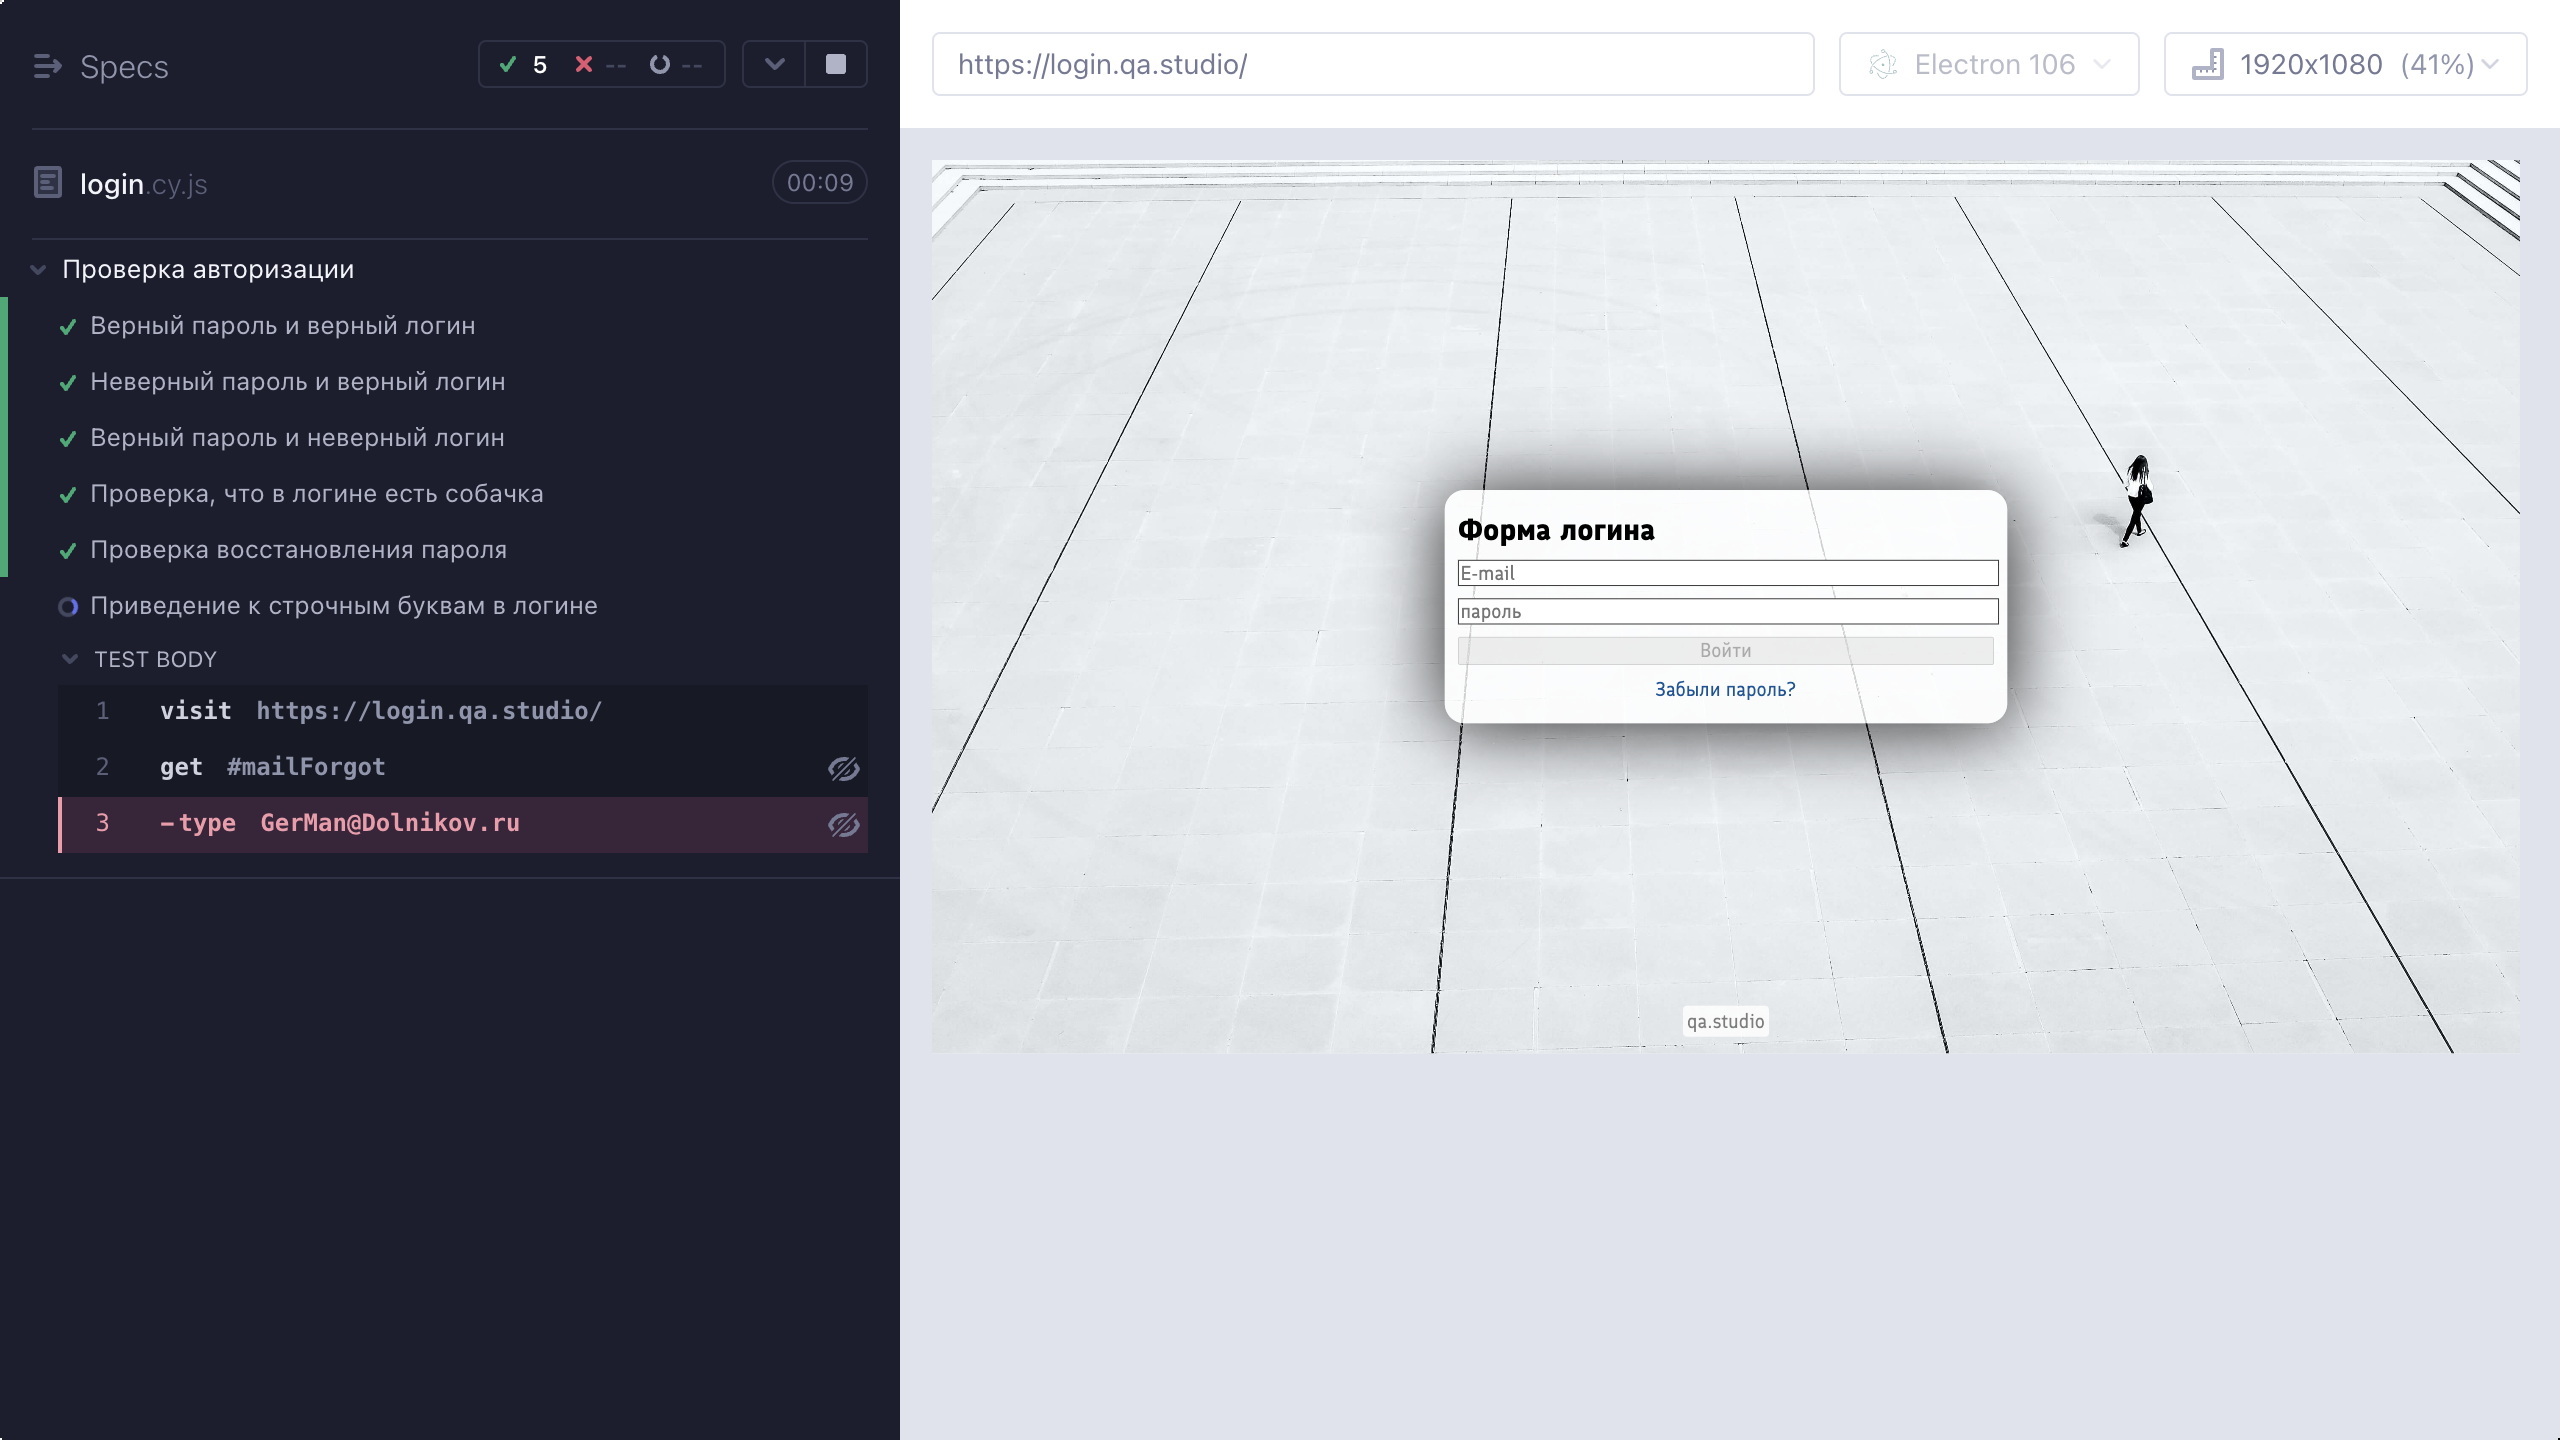 Specs
5 -- --
login.cy.js
00:09
Проверка авторизации
Верный пароль и верный логин
Неверный пароль и верный логин
Верный пароль и неверный логин
Проверка, что в логине есть собачка
Проверка восстановления пароля
Приведение к строчным буквам в логине
TEST BODY
1 visit https://login.qa.studio/
2 get #mailForgot
3 -type GerMan@Dolnikov.ru
https://login.qa.studio/
Electron 106
1920x1080 (41%)
Форма логина
E-mail
пароль
Войти
Забыли пароль?
qa.studio